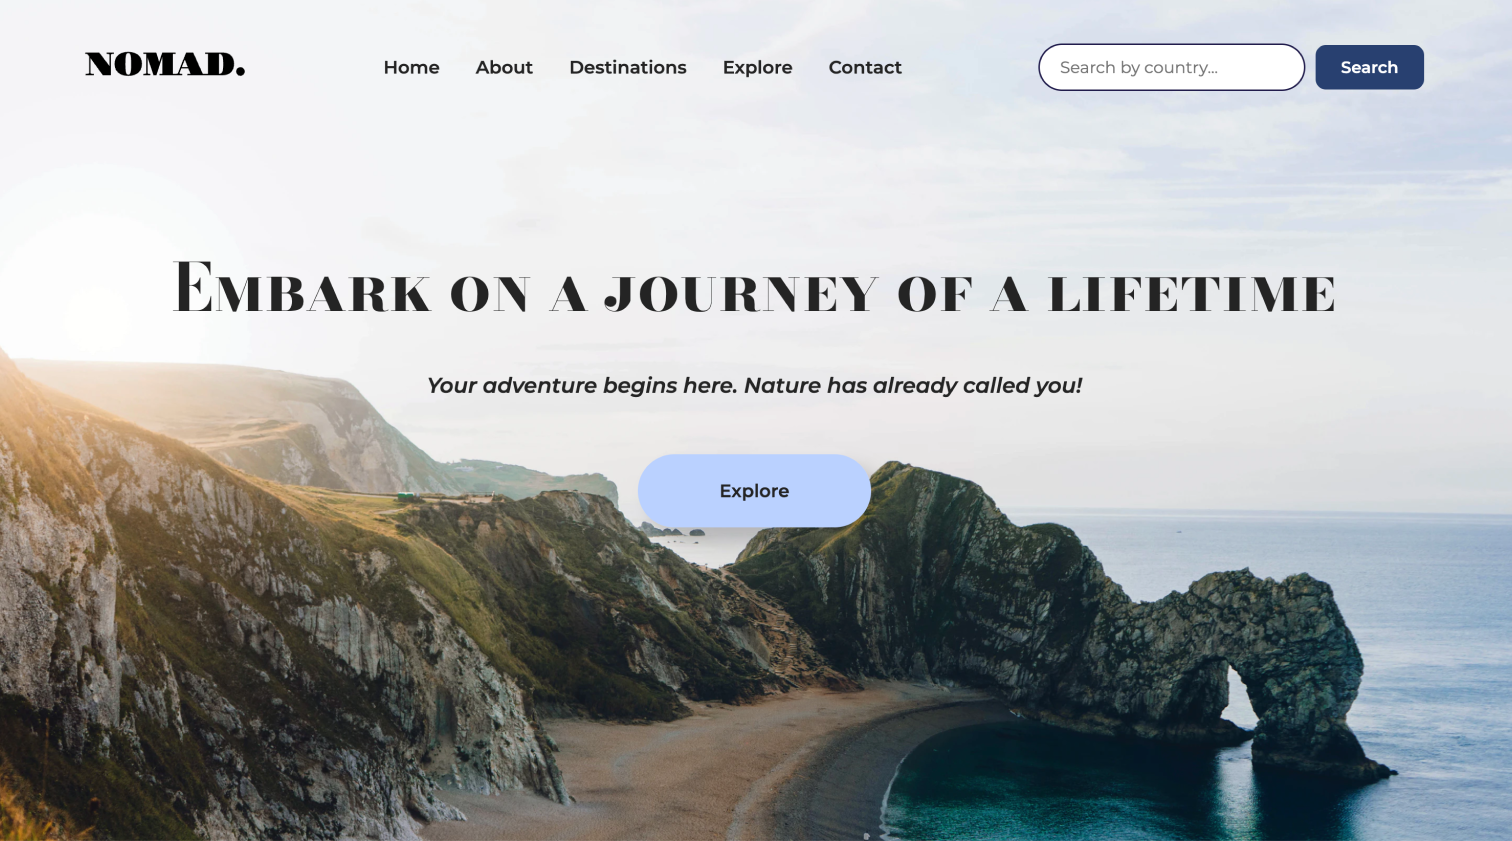 NOMAD.
Home About Destinations Explore Contact
Search by country...
Search
Embark on a journey of a lifetime
Your adventure begins here. Nature has already called you!
Explore